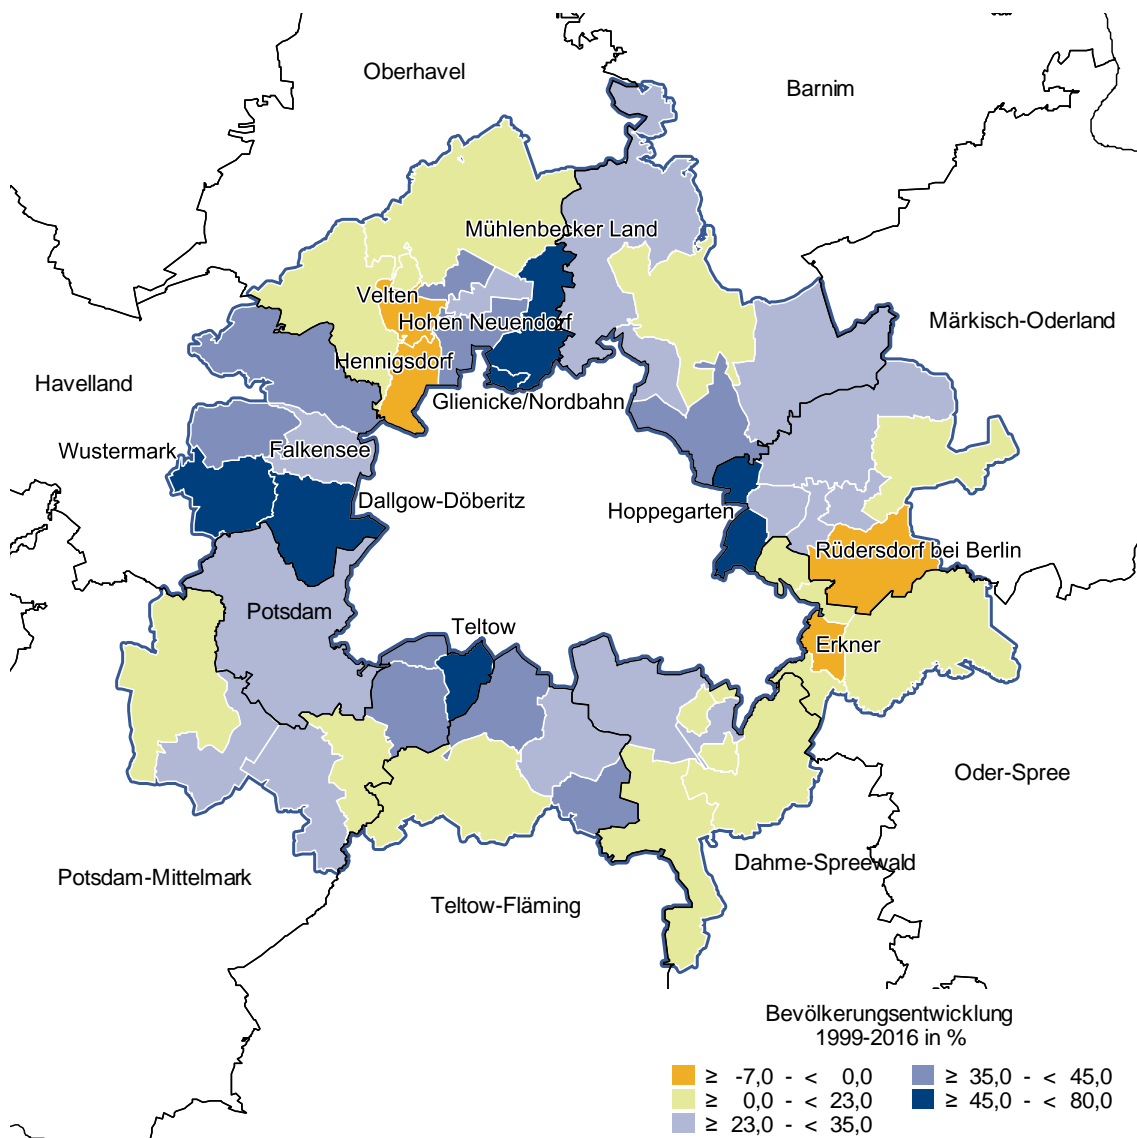 Oberhavel
Barnim
Mühlenbecker Land
Velten
Hohen Neuendorf
Märkisch-Oderland
Hennigsdorf
Havelland
Glienicke/Nordbahn
Wustermark
Falkensee
Dallgow-Döberitz
Hoppegarten
Rüdersdorf bei Berlin
Potsdam
Teltow
Erkner
Oder-Spree
Dahme-Spreewald
Potsdam-Mittelmark
Teltow-Fläming
Bevölkerungsentwicklung
1999-2016 in %
≥ -7,0 - < 0,0
≥ 0,0 - < 23,0
≥ 23,0 - < 35,0
≥ 35,0 - < 45,0
≥ 45,0 - < 80,0